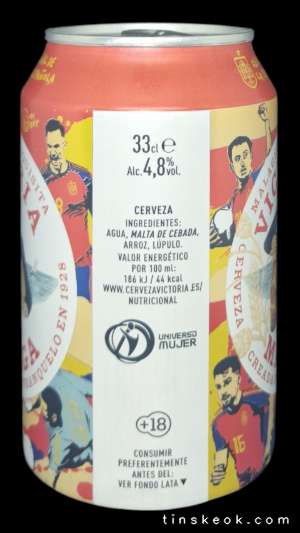 33cl e
Alc.4,8%vol.
CERVEZA
INGREDIENTES:
AGUA, MALTA DE CEBADA,
ARROZ, LÚPULO.
VALOR ENERGÉTICO
POR 100 ml:
186 kJ / 44 kcal
WWW.CERVEZAVICTORIA.ES/
NUTRICIONAL
UNIVERSO
MUJER
+18
CONSUMIR
PREFERENTEMENTE
ANTES DEL:
VER FONDO LATA ▼
CERVEZA
16
tinskeok.com